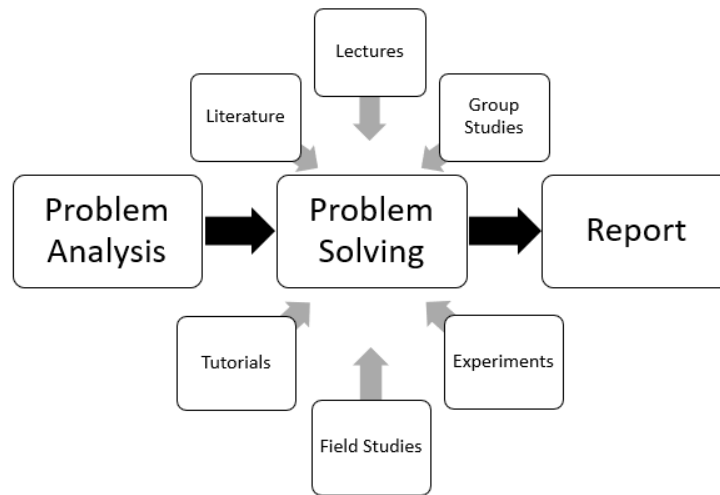 Lectures
Literature
Group
Studies
Problem
Analysis
Problem
Solving
Report
Tutorials
Experiments
Field Studies